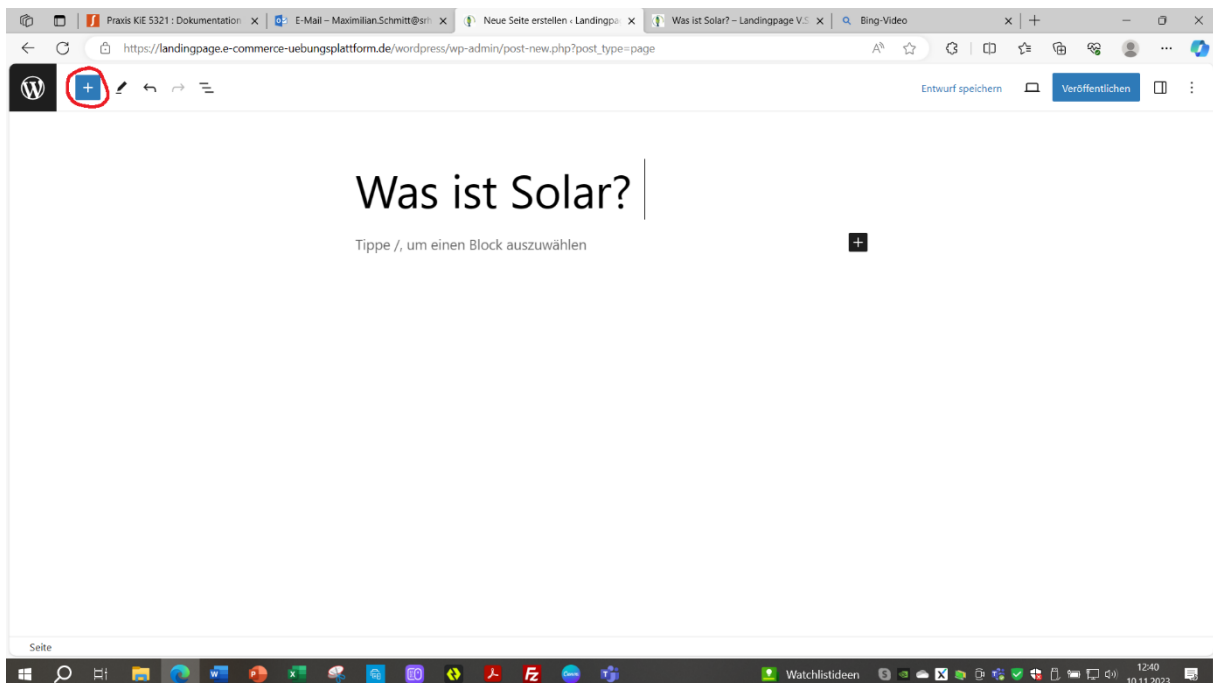 Praxis KiE 5321 : Dokumentation
E-Mail – Maximilian.Schmitt@srh
Neue Seite erstellen ‹ Landingpa
Was ist Solar? – Landingpage V.S
Bing-Video
https://landingpage.e-commerce-uebungsplattform.de/wordpress/wp-admin/post-new.php?post_type=page
Entwurf speichern
Veröffentlichen
Was ist Solar?
Tippe /, um einen Block auszuwählen
Seite
Watchlistideen
12:40
10.11.2023